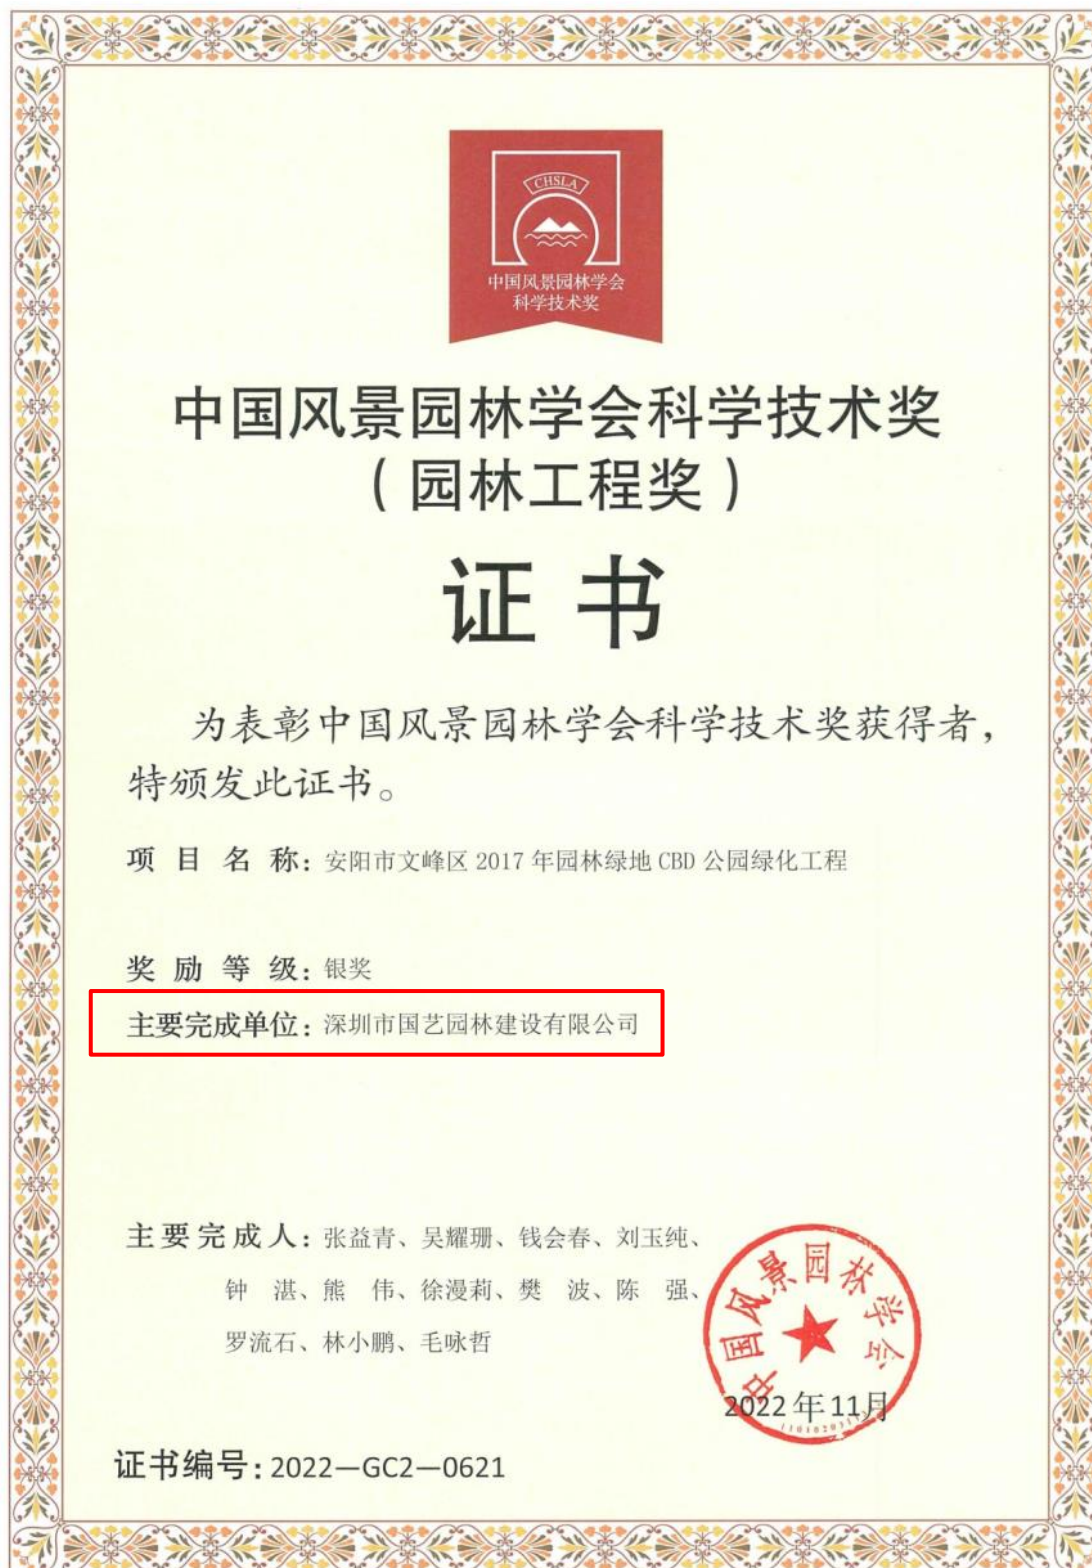 CHSLA
中国风景园林学会
科学技术奖
中国风景园林学会科学技术奖
（园林工程奖）
证书
为表彰中国风景园林学会科学技术奖获得者，
特颁发此证书。
项目名称：安阳市文峰区 2017 年园林绿地 CBD 公园绿化工程
奖励等级：银奖
主要完成单位：深圳市国艺园林建设有限公司
主要完成人：张益青、吴耀珊、钱会春、刘玉纯、
钟 湛、熊 伟、徐漫莉、樊 波、陈 强、
罗流石、林小鹏、毛咏哲
中国风景园林学会
2022年11月
证书编号：2022—GC2—0621